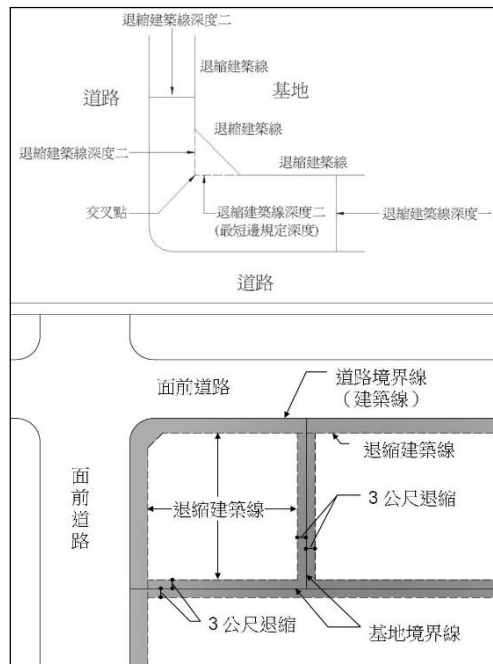 退縮建築線深度二
退縮建築線
道路
基地
退縮建築線
退縮建築線深度二
退縮建築線
交叉點
退縮建築線深度二
(最短邊規定深度)
退縮建築線深度一
道路
面前道路
道路境界線
(建築線)
退縮建築線
面前道路
退縮建築線
3公尺退縮
3公尺退縮
基地境界線